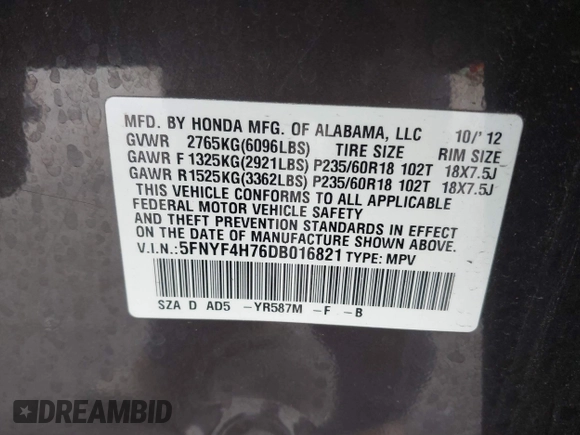 MFD. BY HONDA MFG. OF ALABAMA, LLC 10/'12
GVWR 2765KG(6096LBS) TIRE SIZE RIM SIZE
GAWR F 1325KG(2921LBS) P235/60R18 102T 18X7.5J
GAWR R 1525KG(3362LBS) P235/60R18 102T 18X7.5J
THIS VEHICLE CONFORMS TO ALL APPLICABLE
FEDERAL MOTOR VEHICLE SAFETY
AND THEFT PREVENTION STANDARDS IN EFFECT
ON THE DATE OF MANUFACTURE SHOWN ABOVE.
V.I.N.: 5FNYF4H76DB016821 TYPE: MPV
SZA D AD5 -YR587M -F -B
DREAMBID